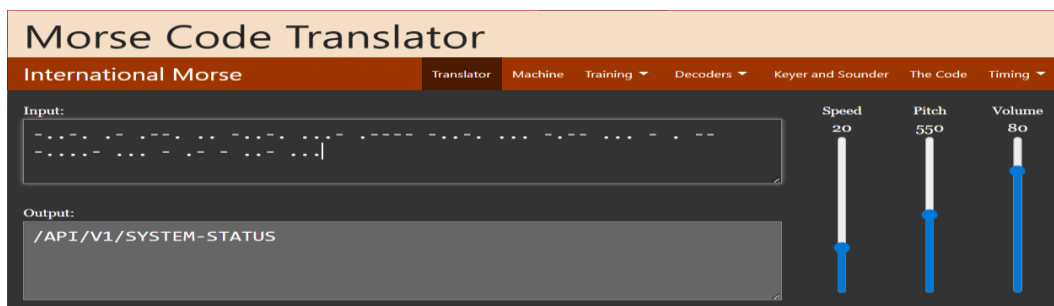 Morse Code Translator
International Morse
Translator Machine Training Decoders Keyer and Sounder The Code Timing
Input:
-..-. .- .--. .. -..-. ...- .---- -..-. ... -.-- ... - . --
-....- ... - .- - ..- ...
Output:
/API/V1/SYSTEM-STATUS
Speed Pitch Volume
20 550 80